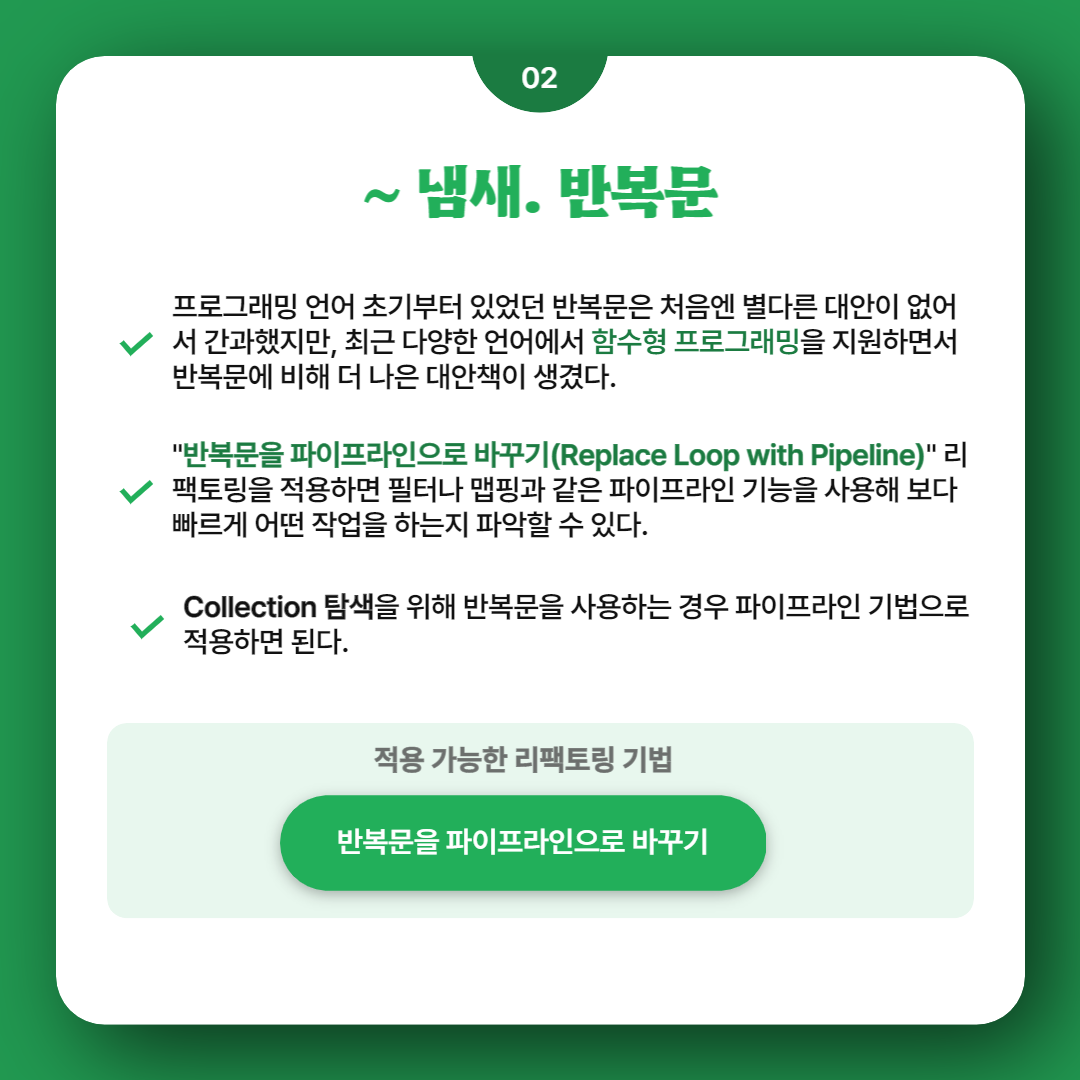 02
~ 냄새. 반복문
프로그래밍 언어 초기부터 있었던 반복문은 처음엔 별다른 대안이 없어
서 간과했지만, 최근 다양한 언어에서 함수형 프로그래밍을 지원하면서
반복문에 비해 더 나은 대안책이 생겼다.
"반복문을 파이프라인으로 바꾸기(Replace Loop with Pipeline)" 리
팩토링을 적용하면 필터나 맵핑과 같은 파이프라인 기능을 사용해 보다
빠르게 어떤 작업을 하는지 파악할 수 있다.
Collection 탐색을 위해 반복문을 사용하는 경우 파이프라인 기법으로
적용하면 된다.
적용 가능한 리팩토링 기법
반복문을 파이프라인으로 바꾸기